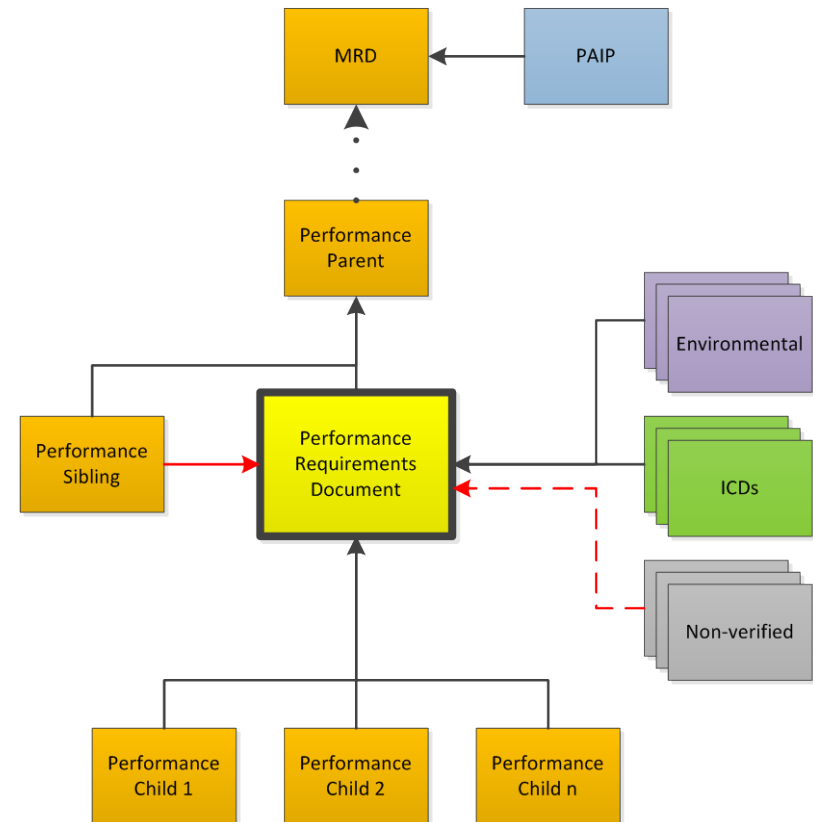 MRD
PAIP
Performance
Parent
Environmental
Performance
Sibling
Performance
Requirements
Document
ICDs
Non-verified
Performance
Child 1
Performance
Child 2
Performance
Child n